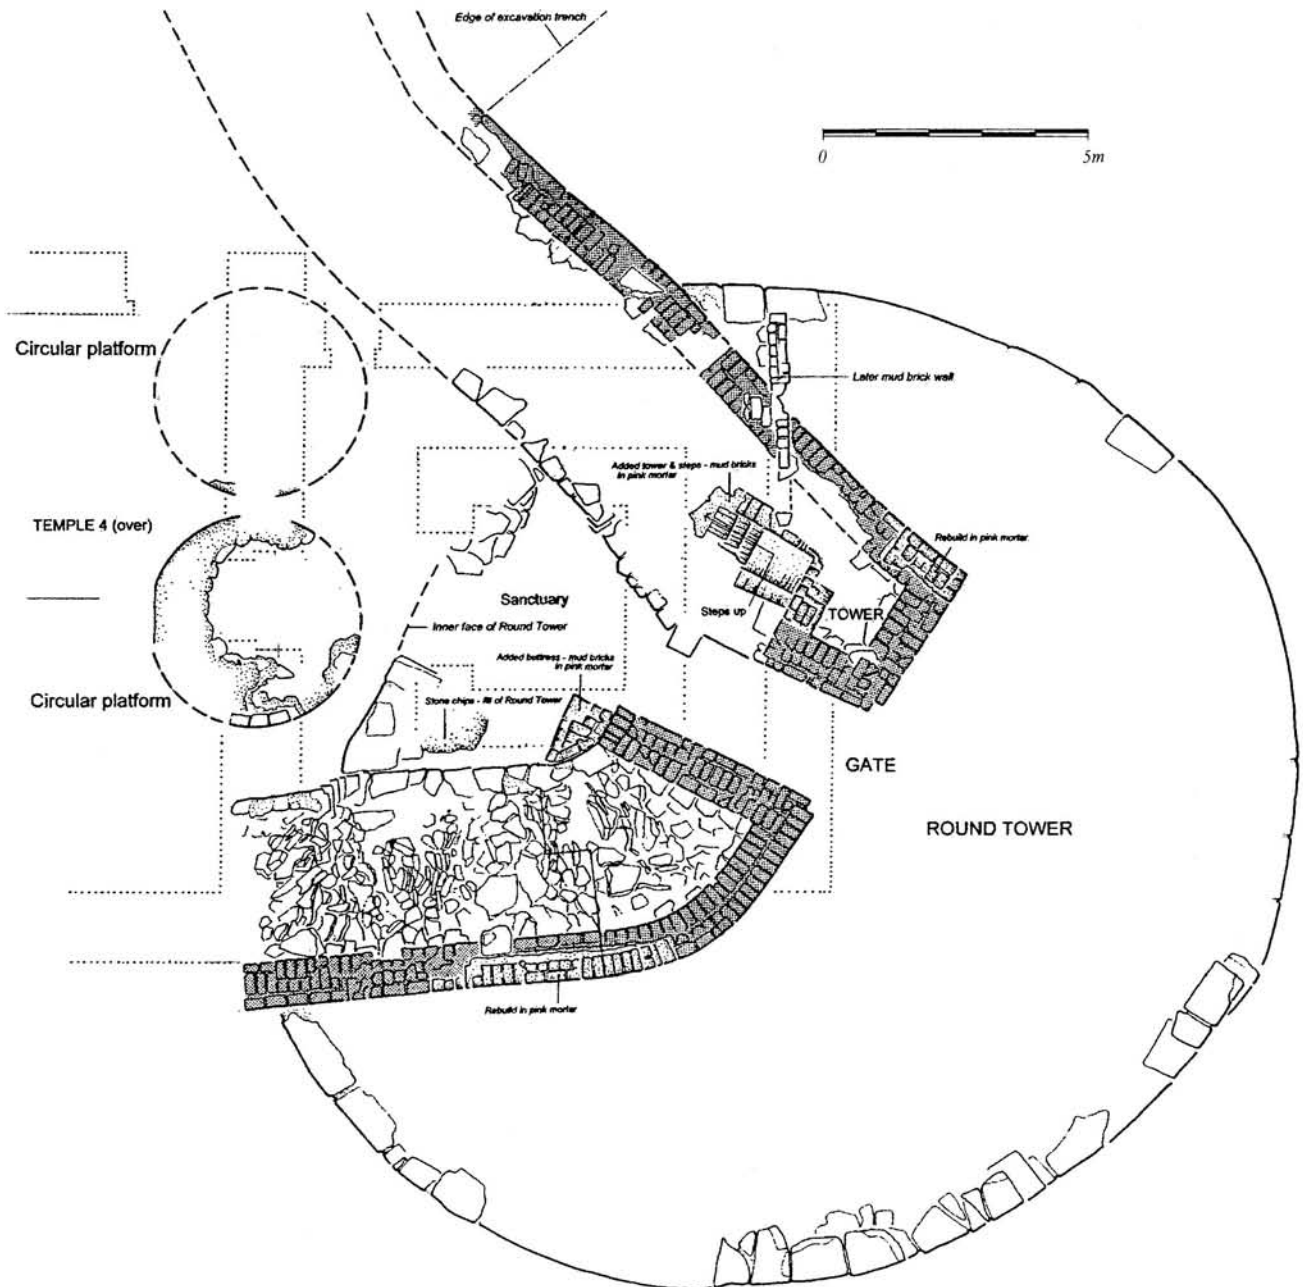 Edge of excavation trench
0 5m
Circular platform
Later mud brick wall
Added tower & steps - mud bricks
in pink mortar
TEMPLE 4 (over)
Rebuild in pink mortar
Sanctuary
Steps up
TOWER
Inner face of Round Tower
Added buttress - mud bricks
in pink mortar
Circular platform
Stone chips - fill of Round Tower
GATE
ROUND TOWER
Rebuild in pink mortar